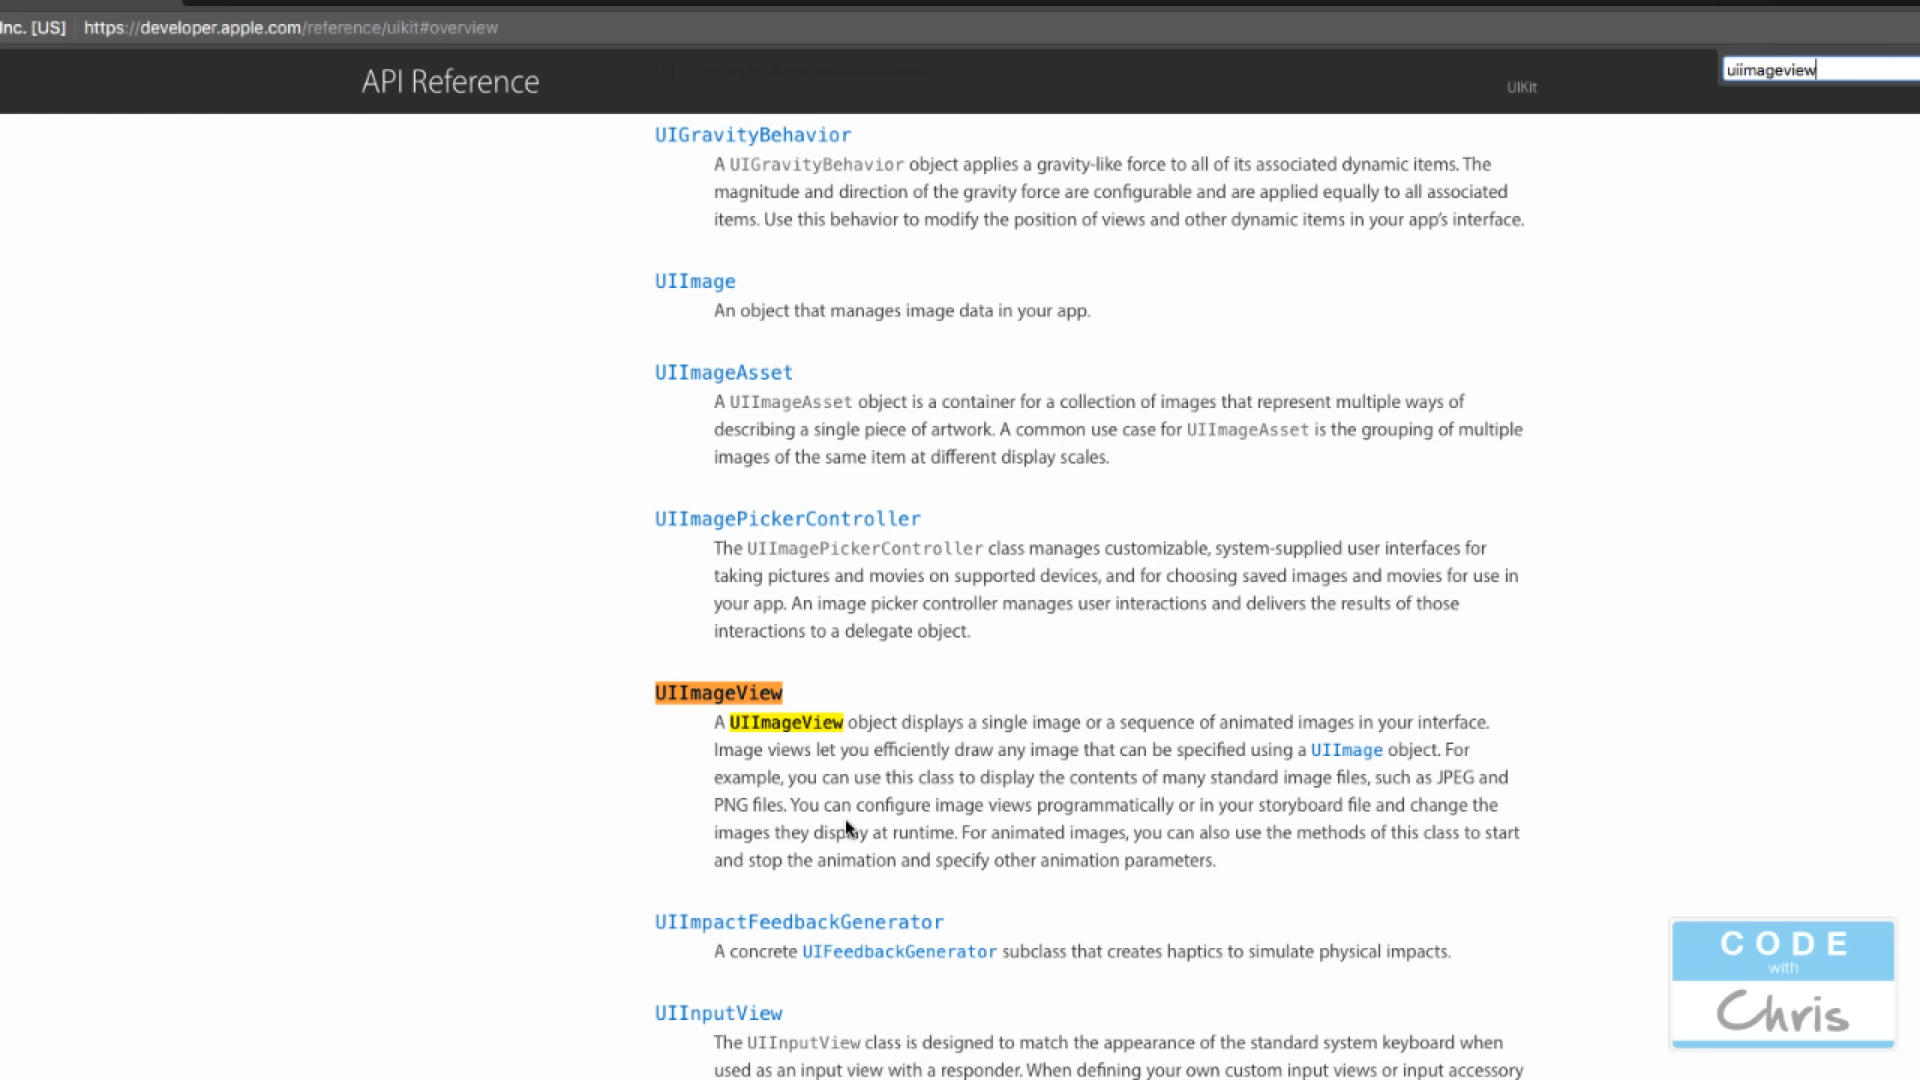 Inc. [US] https://developer.apple.com/reference/uikit#overview
API Reference
UIKit
uiimageview
UIGravityBehavior
A UIGravityBehavior object applies a gravity-like force to all of its associated dynamic items. The
magnitude and direction of the gravity force are configurable and are applied equally to all associated
items. Use this behavior to modify the position of views and other dynamic items in your app's interface.
UIImage
An object that manages image data in your app.
UIImageAsset
A UIImageAsset object is a container for a collection of images that represent multiple ways of
describing a single piece of artwork. A common use case for UIImageAsset is the grouping of multiple
images of the same item at different display scales.
UIImagePickerController
The UIImagePickerController class manages customizable, system-supplied user interfaces for
taking pictures and movies on supported devices, and for choosing saved images and movies for use in
your app. An image picker controller manages user interactions and delivers the results of those
interactions to a delegate object.
UIImageView
A UIImageView object displays a single image or a sequence of animated images in your interface.
Image views let you efficiently draw any image that can be specified using a UIImage object. For
example, you can use this class to display the contents of many standard image files, such as JPEG and
PNG files. You can configure image views programmatically or in your storyboard file and change the
images they display at runtime. For animated images, you can also use the methods of this class to start
and stop the animation and specify other animation parameters.
UIImpactFeedbackGenerator
A concrete UIFeedbackGenerator subclass that creates haptics to simulate physical impacts.
UIInputView
The UIInputView class is designed to match the appearance of the standard system keyboard when
used as an input view with a responder. When defining your own custom input views or input accessory
CODE
with
Chris